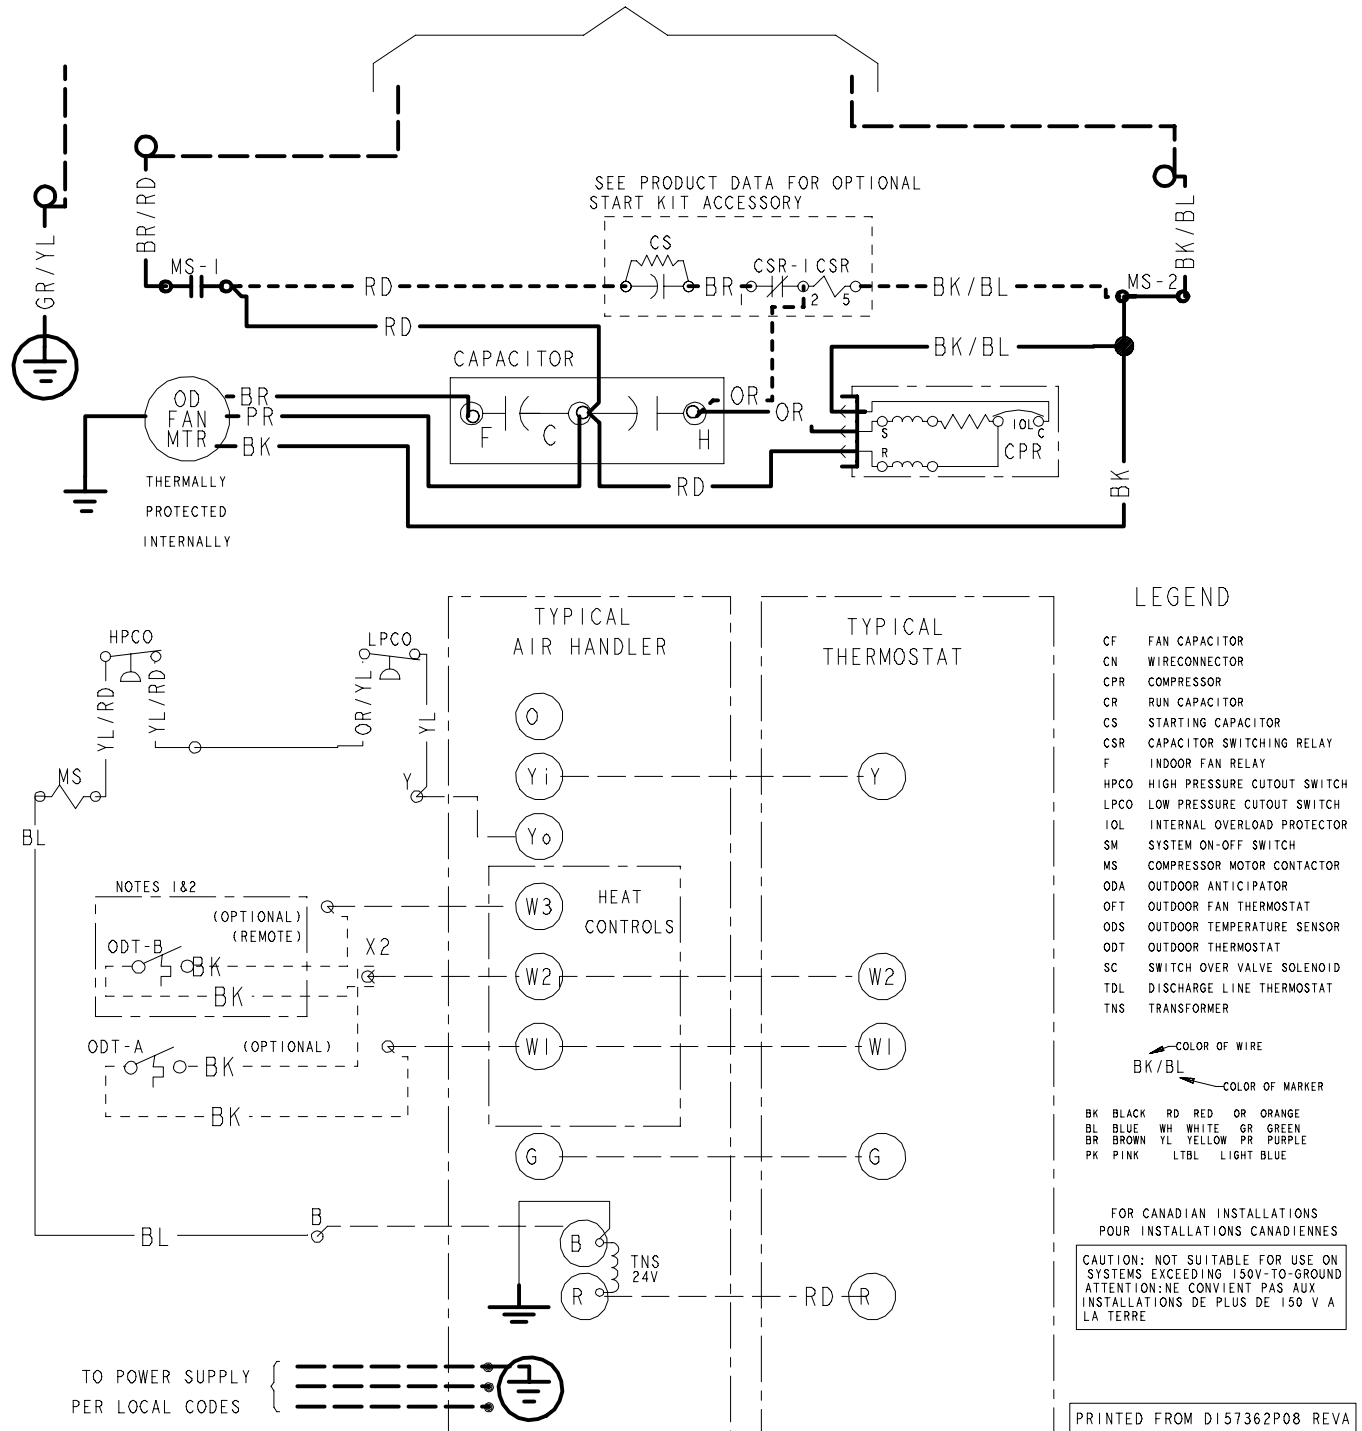 SEE PRODUCT DATA FOR OPTIONAL
START KIT ACCESSORY
BR/RD
BK/BL
GR/YL
MS-1
RD
CS
BR
CSR-1
CSR
1
2
5
BK/BL
MS-2
RD
BK/BL
CAPACITOR
OD
FAN
MTR
BR
PR
BK
F
C
H
OR
OR
S
R
IOL
C
CPR
RD
BK
THERMALLY
PROTECTED
INTERNALLY
HPCO
LPCO
YL/RD
YL/RD
OR/YL
YL
MS
Y
BL
NOTES 1&2
(OPTIONAL)
(REMOTE)
ODT-B
BK
BK
X2
ODT-A
(OPTIONAL)
BK
BK
BL
B
TYPICAL
AIR HANDLER
O
Yi
Yo
HEAT
CONTROLS
W3
W2
W1
G
B
R
TNS
24V
TYPICAL
THERMOSTAT
Y
W2
W1
G
RD
R
TO POWER SUPPLY
PER LOCAL CODES
LEGEND
CF FAN CAPACITOR
CN WIRECONNECTOR
CPR COMPRESSOR
CR RUN CAPACITOR
CS STARTING CAPACITOR
CSR CAPACITOR SWITCHING RELAY
F INDOOR FAN RELAY
HPCO HIGH PRESSURE CUTOUT SWITCH
LPCO LOW PRESSURE CUTOUT SWITCH
IOL INTERNAL OVERLOAD PROTECTOR
SM SYSTEM ON-OFF SWITCH
MS COMPRESSOR MOTOR CONTACTOR
ODA OUTDOOR ANTICIPATOR
OFT OUTDOOR FAN THERMOSTAT
ODS OUTDOOR TEMPERATURE SENSOR
ODT OUTDOOR THERMOSTAT
SC SWITCH OVER VALVE SOLENOID
TDL DISCHARGE LINE THERMOSTAT
TNS TRANSFORMER
COLOR OF WIRE
BK/BL
COLOR OF MARKER
BK BLACK RD RED OR ORANGE
BL BLUE WH WHITE GR GREEN
BR BROWN YL YELLOW PR PURPLE
PK PINK LTBL LIGHT BLUE
FOR CANADIAN INSTALLATIONS
POUR INSTALLATIONS CANADIENNES
CAUTION: NOT SUITABLE FOR USE ON
SYSTEMS EXCEEDING 150V-TO-GROUND
ATTENTION:NE CONVIENT PAS AUX
INSTALLATIONS DE PLUS DE 150 V A
LA TERRE
PRINTED FROM D157362P08 REVA